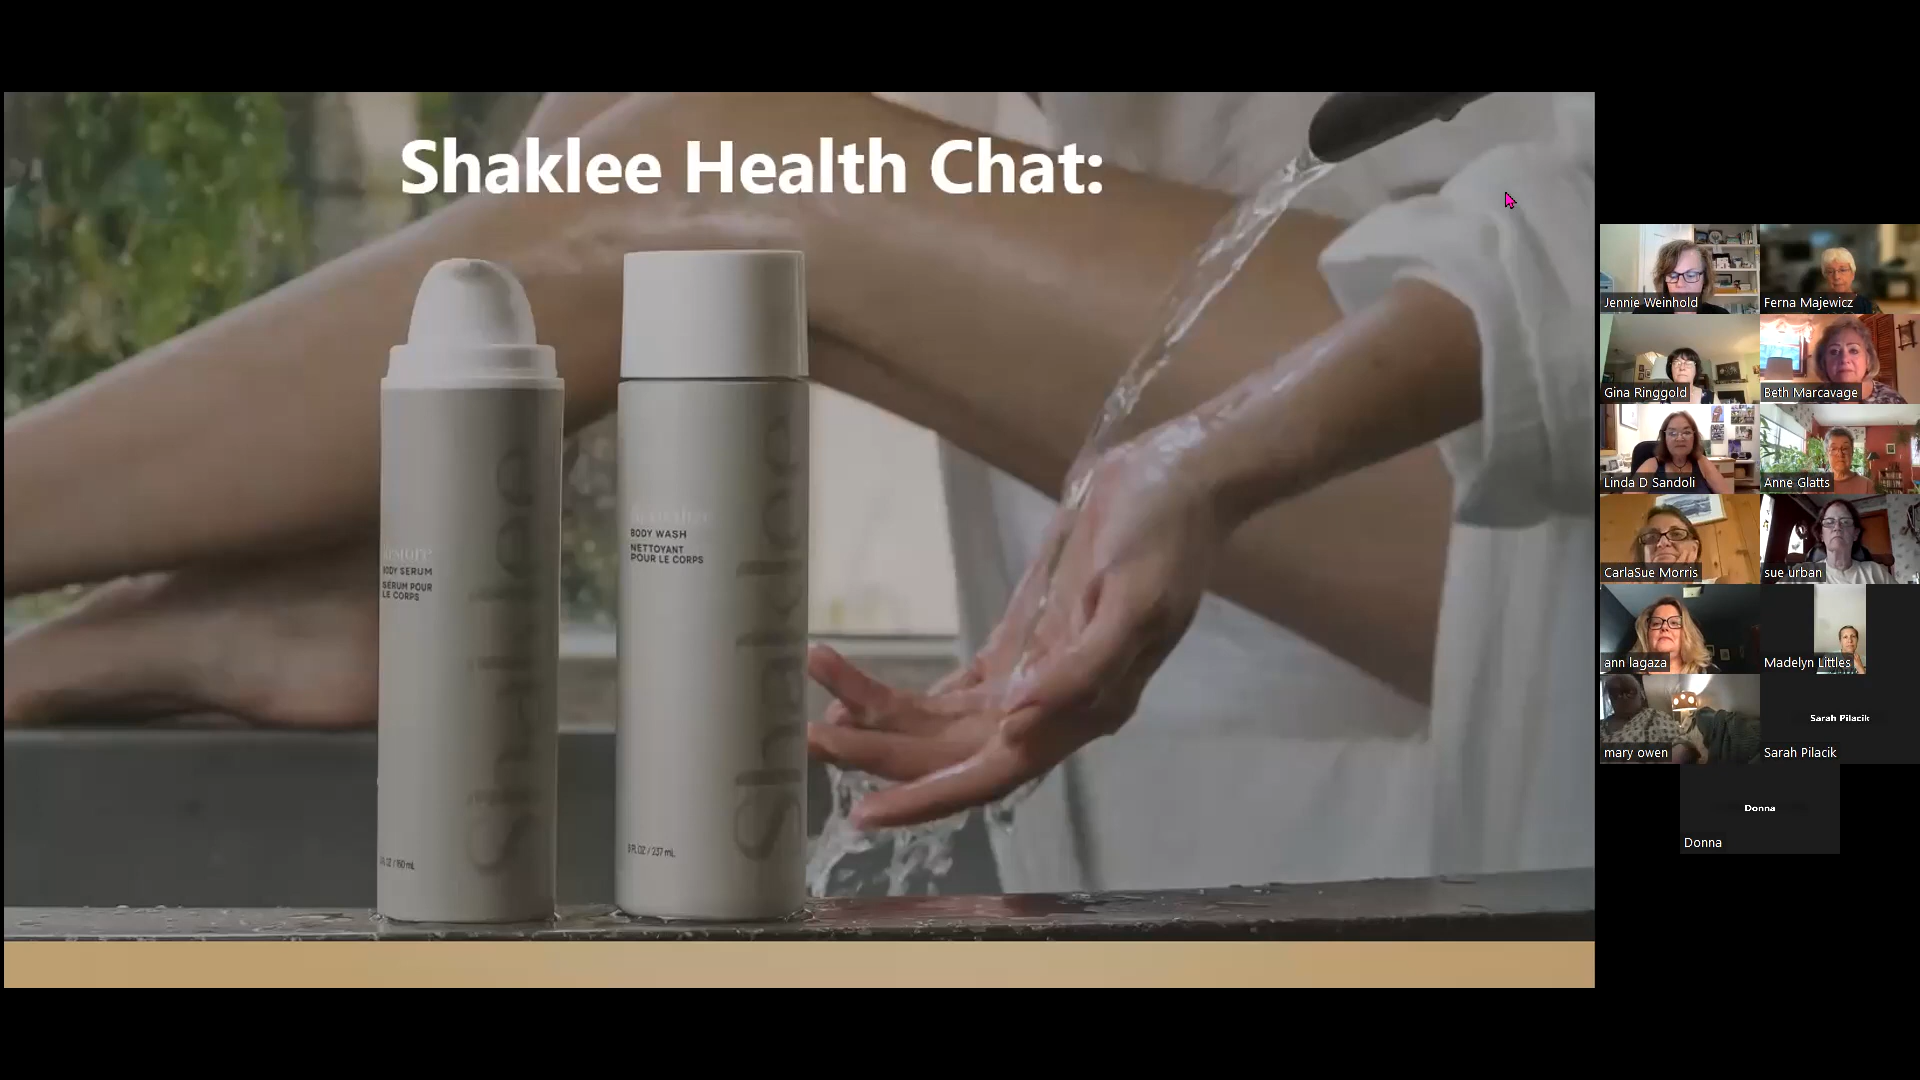 Shaklee Health Chat:
restore
BODY SERUM
SÉRUM POUR
LE CORPS
BODY WASH
NETTOYANT
POUR LE CORPS
8 FL OZ / 237 mL
Shaklee
Shaklee
Jennie Weinhold
Ferna Majewicz
Gina Ringgold
Beth Marcavage
Linda D Sandoli
Anne Glatts
CarlaSue Morris
sue urban
ann lagaza
Madelyn Littles
mary owen
Sarah Pilacik
Sarah Pilacik
Donna
Donna